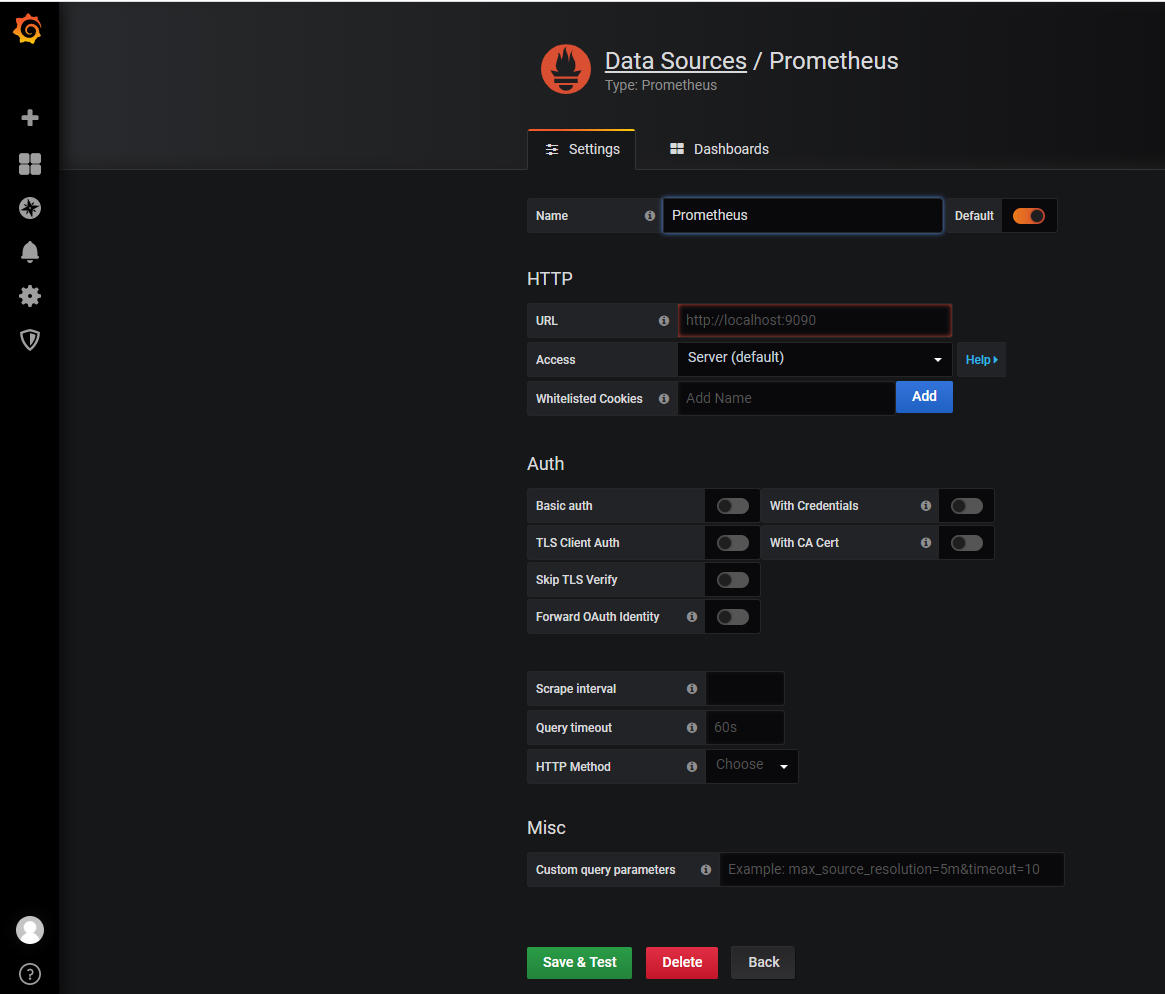 Data Sources / Prometheus
Type: Prometheus
Settings Dashboards
Name Prometheus Default
HTTP
URL http://localhost:9090
Access Server (default) Help
Whitelisted Cookies Add Name Add
Auth
Basic auth With Credentials
TLS Client Auth With CA Cert
Skip TLS Verify
Forward OAuth Identity
Scrape interval
Query timeout 60s
HTTP Method Choose
Misc
Custom query parameters Example: max_source_resolution=5m&timeout=10
Save & Test Delete Back